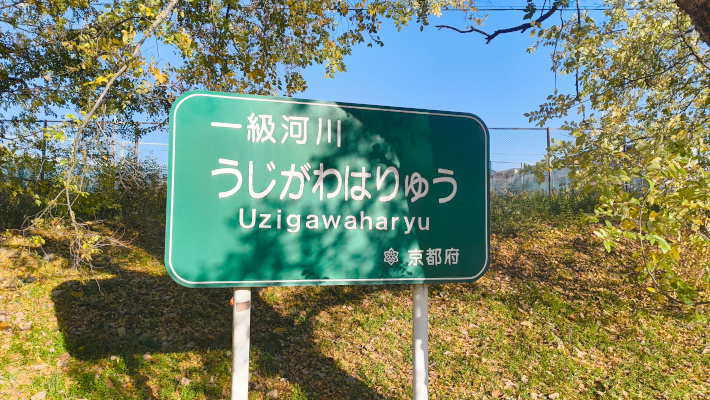 一級河川
うじがわはりゅう
Uzigawaharyu
京都府